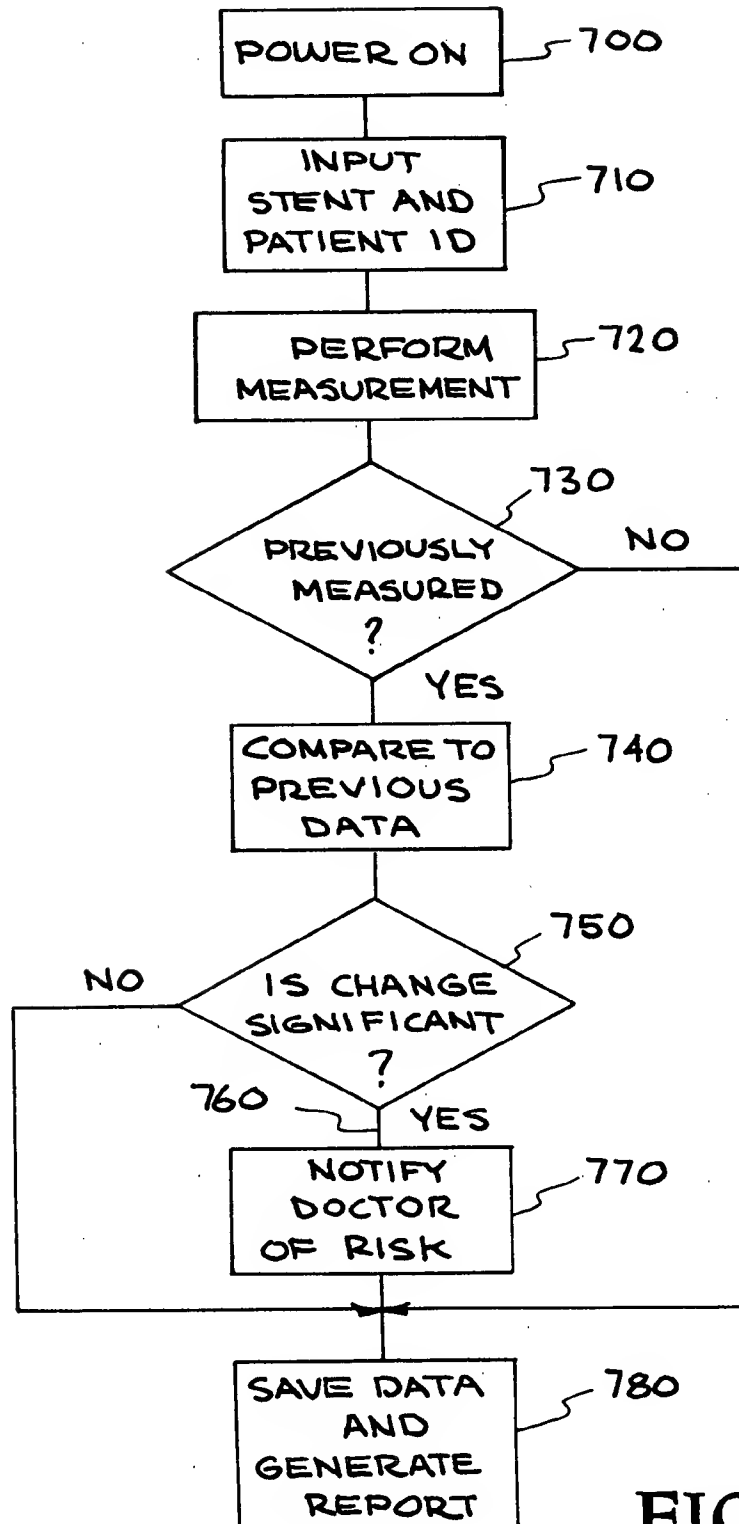 POWER ON
700
INPUT
STENT AND
PATIENT ID
710
PERFORM
MEASUREMENT
720
730
PREVIOUSLY
MEASURED
?
NO
YES
COMPARE TO
PREVIOUS
DATA
740
750
NO
IS CHANGE
SIGNIFICANT
?
760
YES
NOTIFY
DOCTOR
OF RISK
770
SAVE DATA
AND
GENERATE
REPORT
780